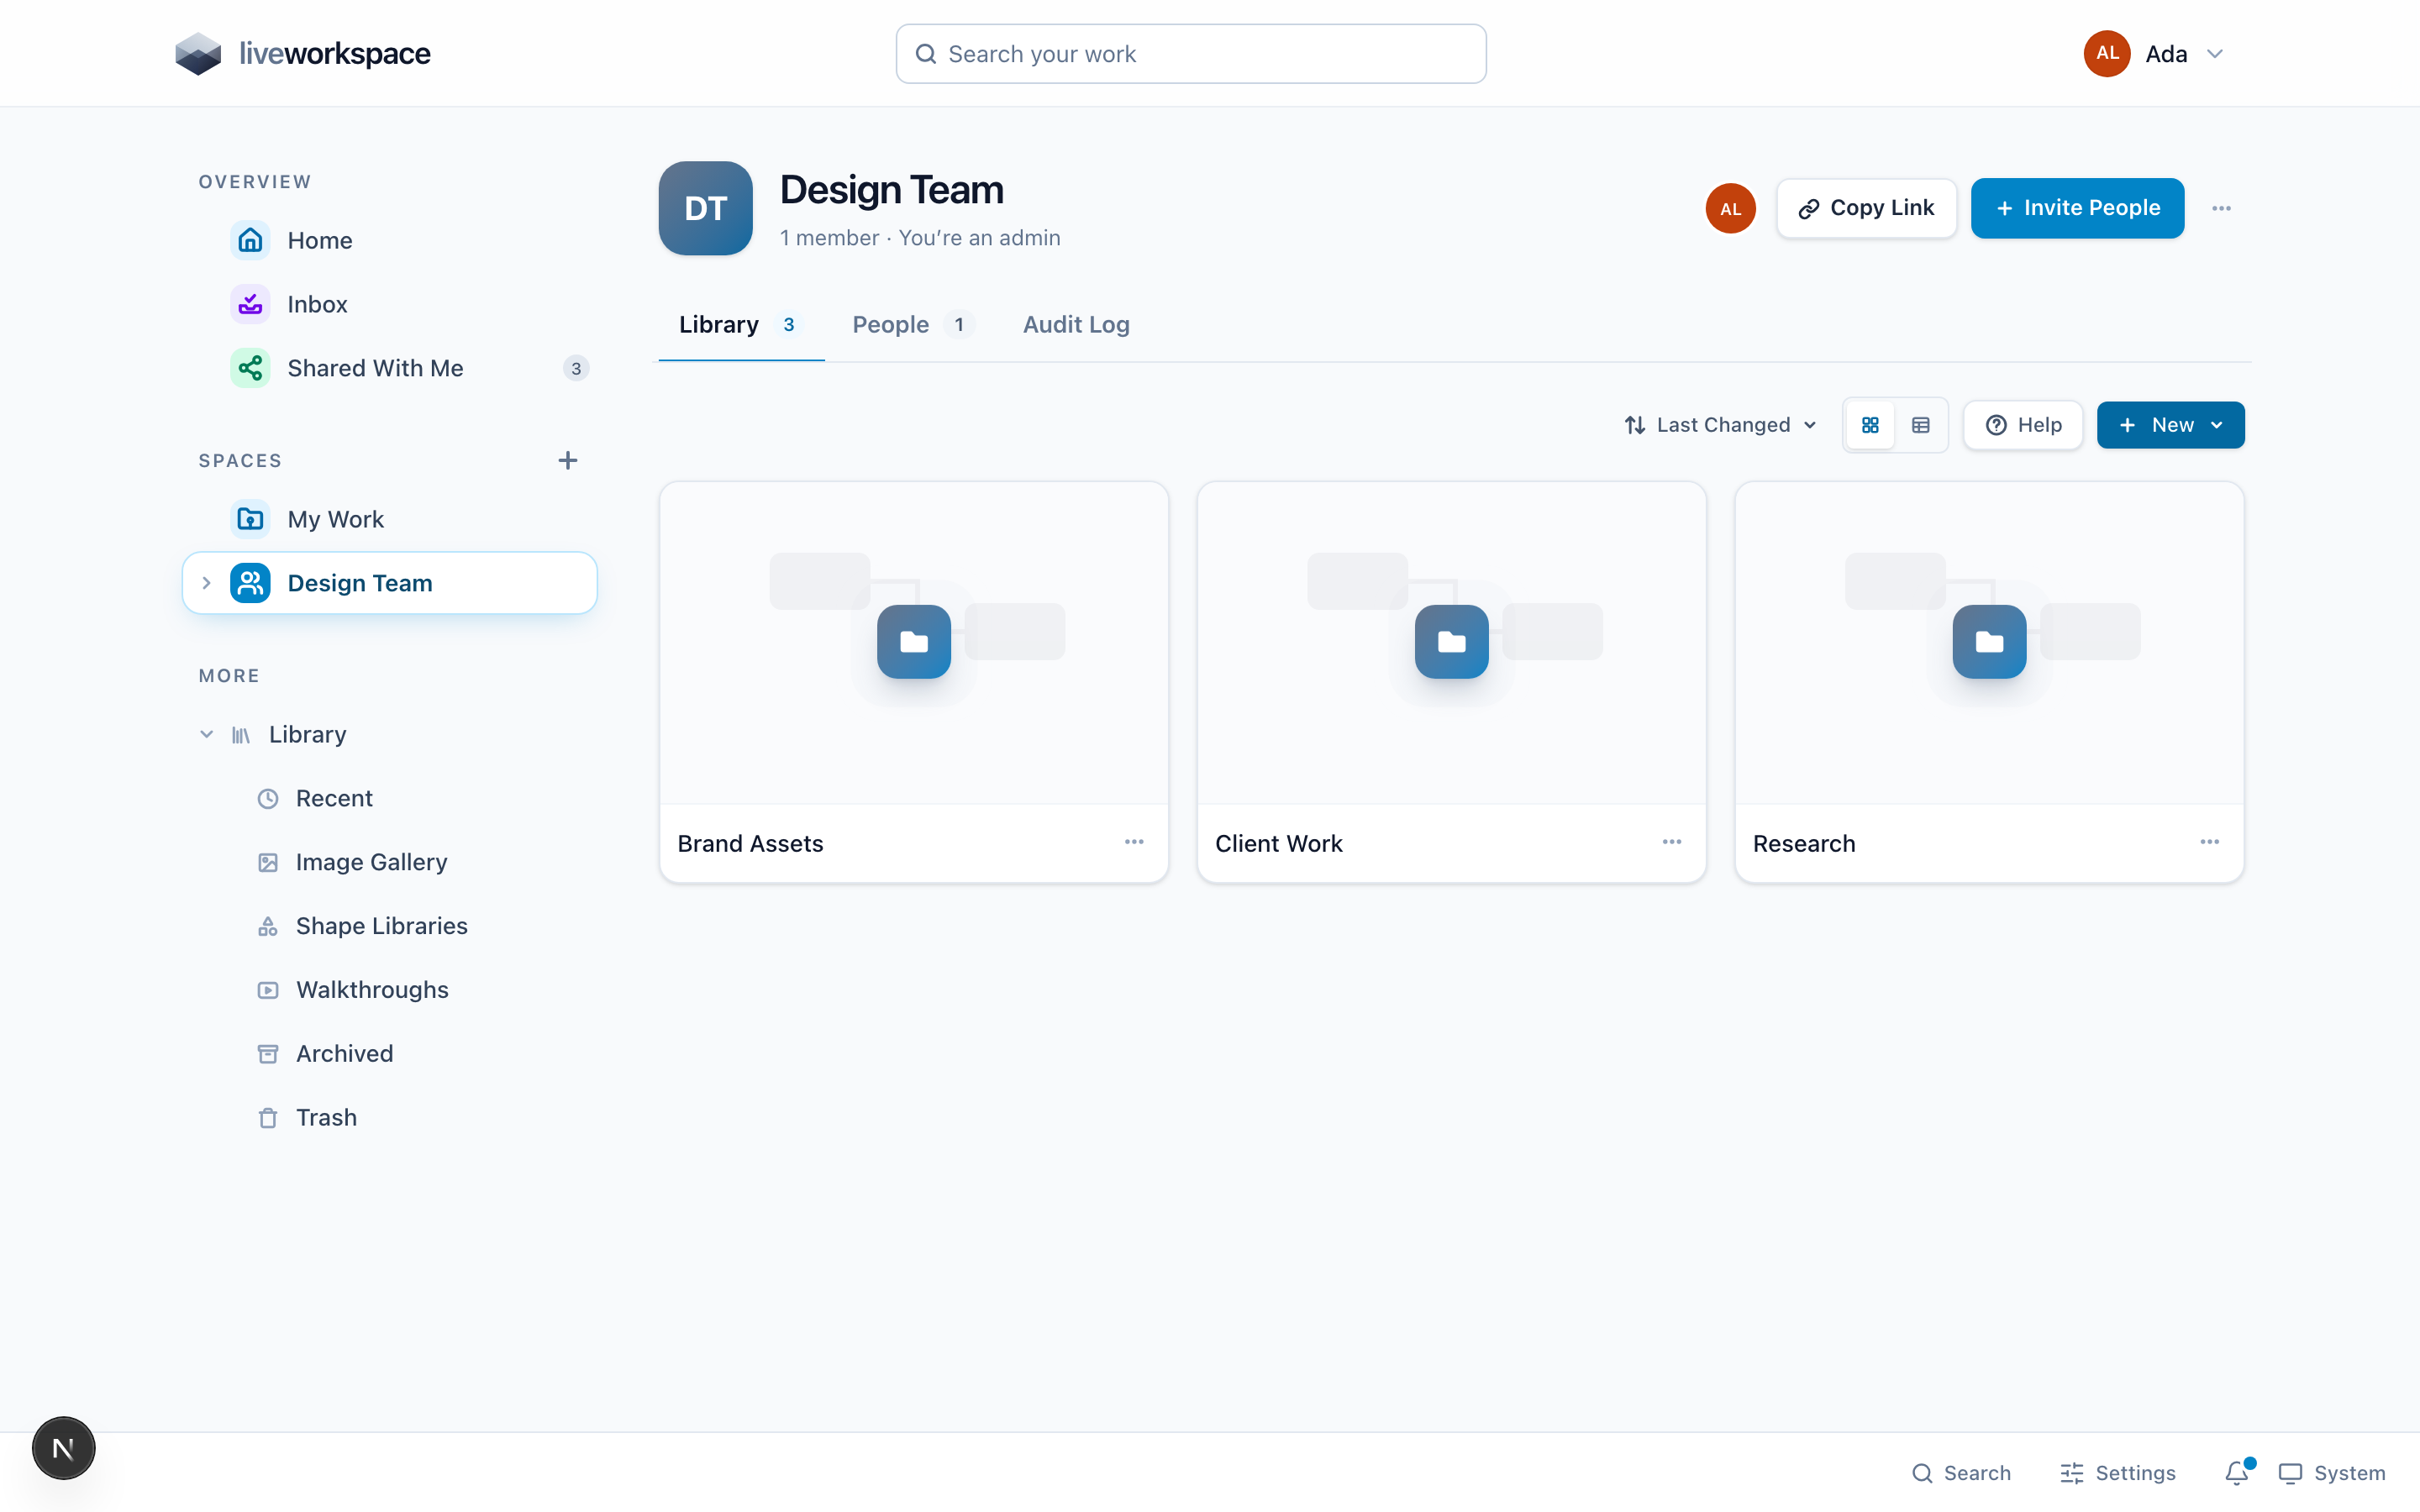 liveworkspace
Search your work
AL Ada
OVERVIEW
Home
Inbox
Shared With Me 3
SPACES
My Work
Design Team
MORE
Library
Recent
Image Gallery
Shape Libraries
Walkthroughs
Archived
Trash
DT
Design Team
1 member · You’re an admin
AL
Copy Link
Invite People
Library 3
People 1
Audit Log
Last Changed
Help
New
Brand Assets
Client Work
Research
N
Search
Settings
System